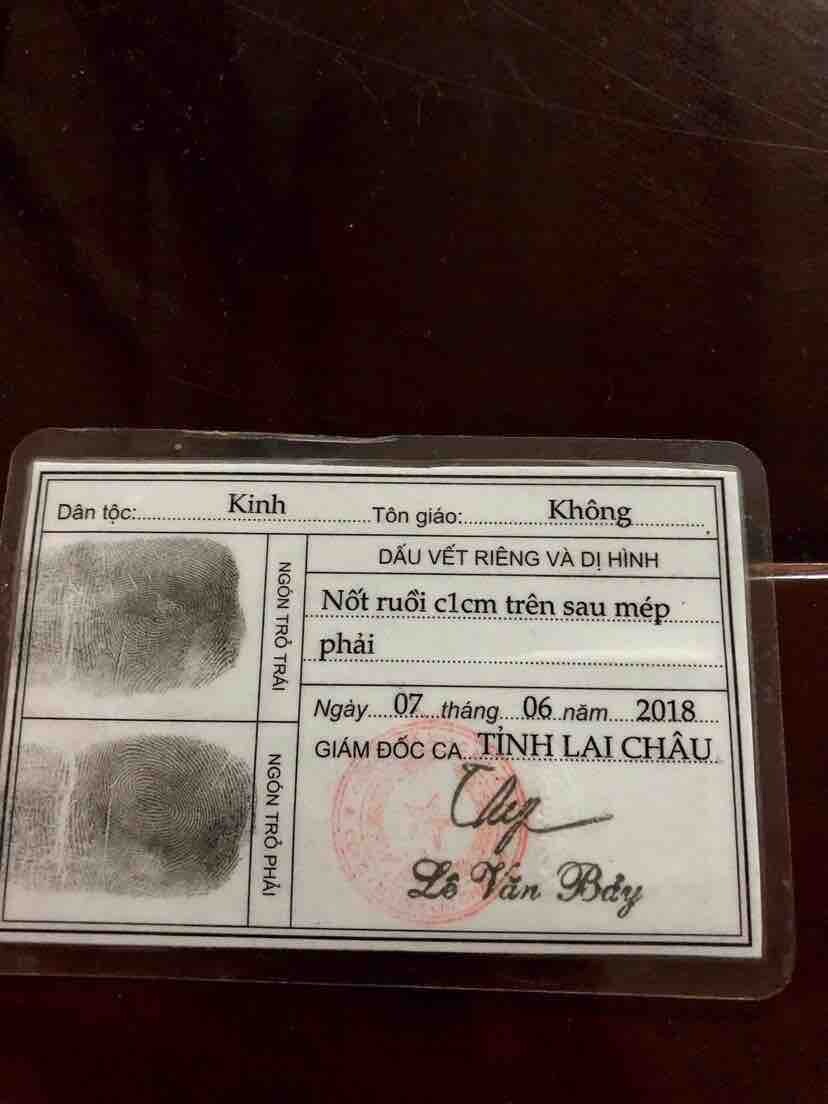 Dân tộc:........Kinh........Tôn giáo:........Không........
NGÓN TRỎ TRÁI
DẤU VẾT RIÊNG VÀ DỊ HÌNH
Nốt ruồi c1cm trên sau mép
phải
Ngày....07...tháng....06..năm....2018....
GIÁM ĐỐC CA..TỈNH LAI CHÂU
NGÓN TRỎ PHẢI
Lê Văn Bảy